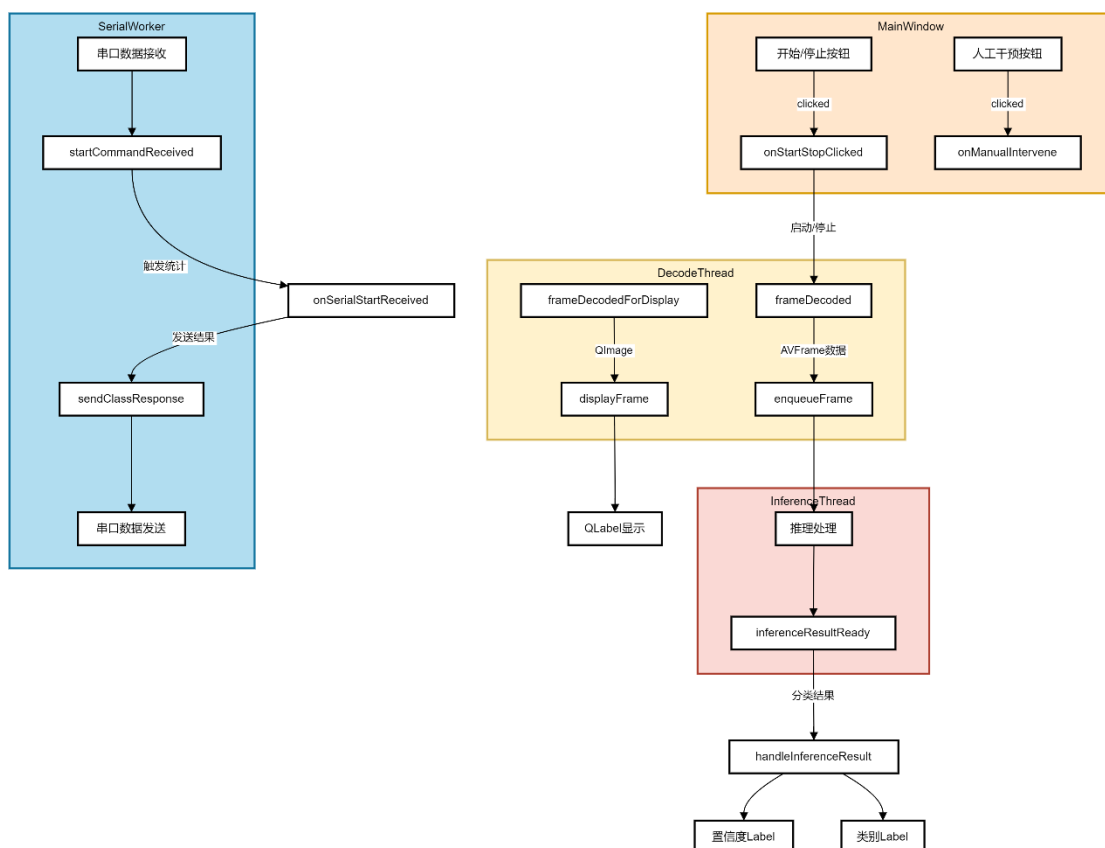 SerialWorker
串口数据接收
startCommandReceived
触发统计
onSerialStartReceived
发送结果
sendClassResponse
串口数据发送
MainWindow
开始/停止按钮
人工干预按钮
clicked
clicked
onStartStopClicked
onManualIntervene
启动/停止
DecodeThread
frameDecodedForDisplay
frameDecoded
QImage
AVFrame数据
displayFrame
enqueueFrame
QLabel显示
InferenceThread
推理处理
inferenceResultReady
分类结果
handleInferenceResult
置信度Label
类别Label